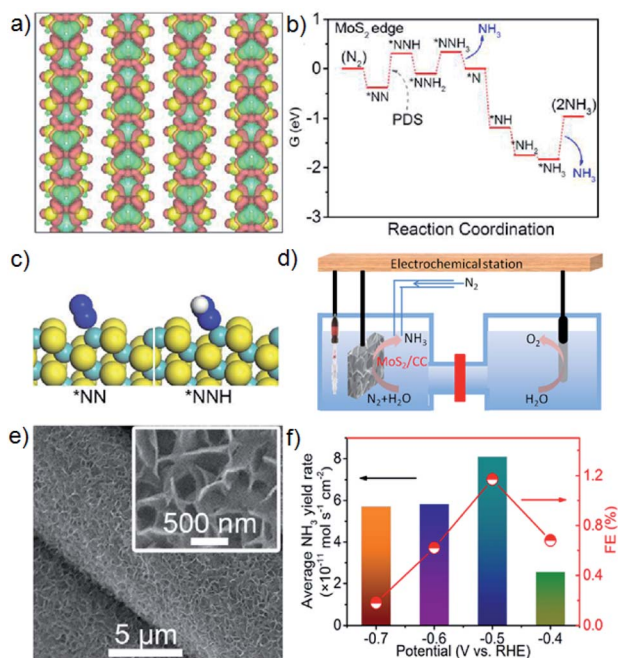 a)
b)
MoS₂ edge
NH₃
*NNH
*NNH₃
(N₂)
*NNH₂
*N
*NN
PDS
(2NH₃)
*NH
*NH₂
*NH₃
NH₃
1
0
-1
-2
-3
G (eV)
Reaction Coordination
c)
*NN
*NNH
d)
Electrochemical station
N₂
NH₃
O₂
MoS₂/CC
N₂+H₂O
H₂O
e)
500 nm
5 μm
f)
Average NH₃ yield rate
(×10⁻¹¹ mol s⁻¹ cm⁻²)
8
6
4
2
0
1.2
0.8
0.4
0.0
FE (%)
-0.7 -0.6 -0.5 -0.4
Potential (V vs. RHE)